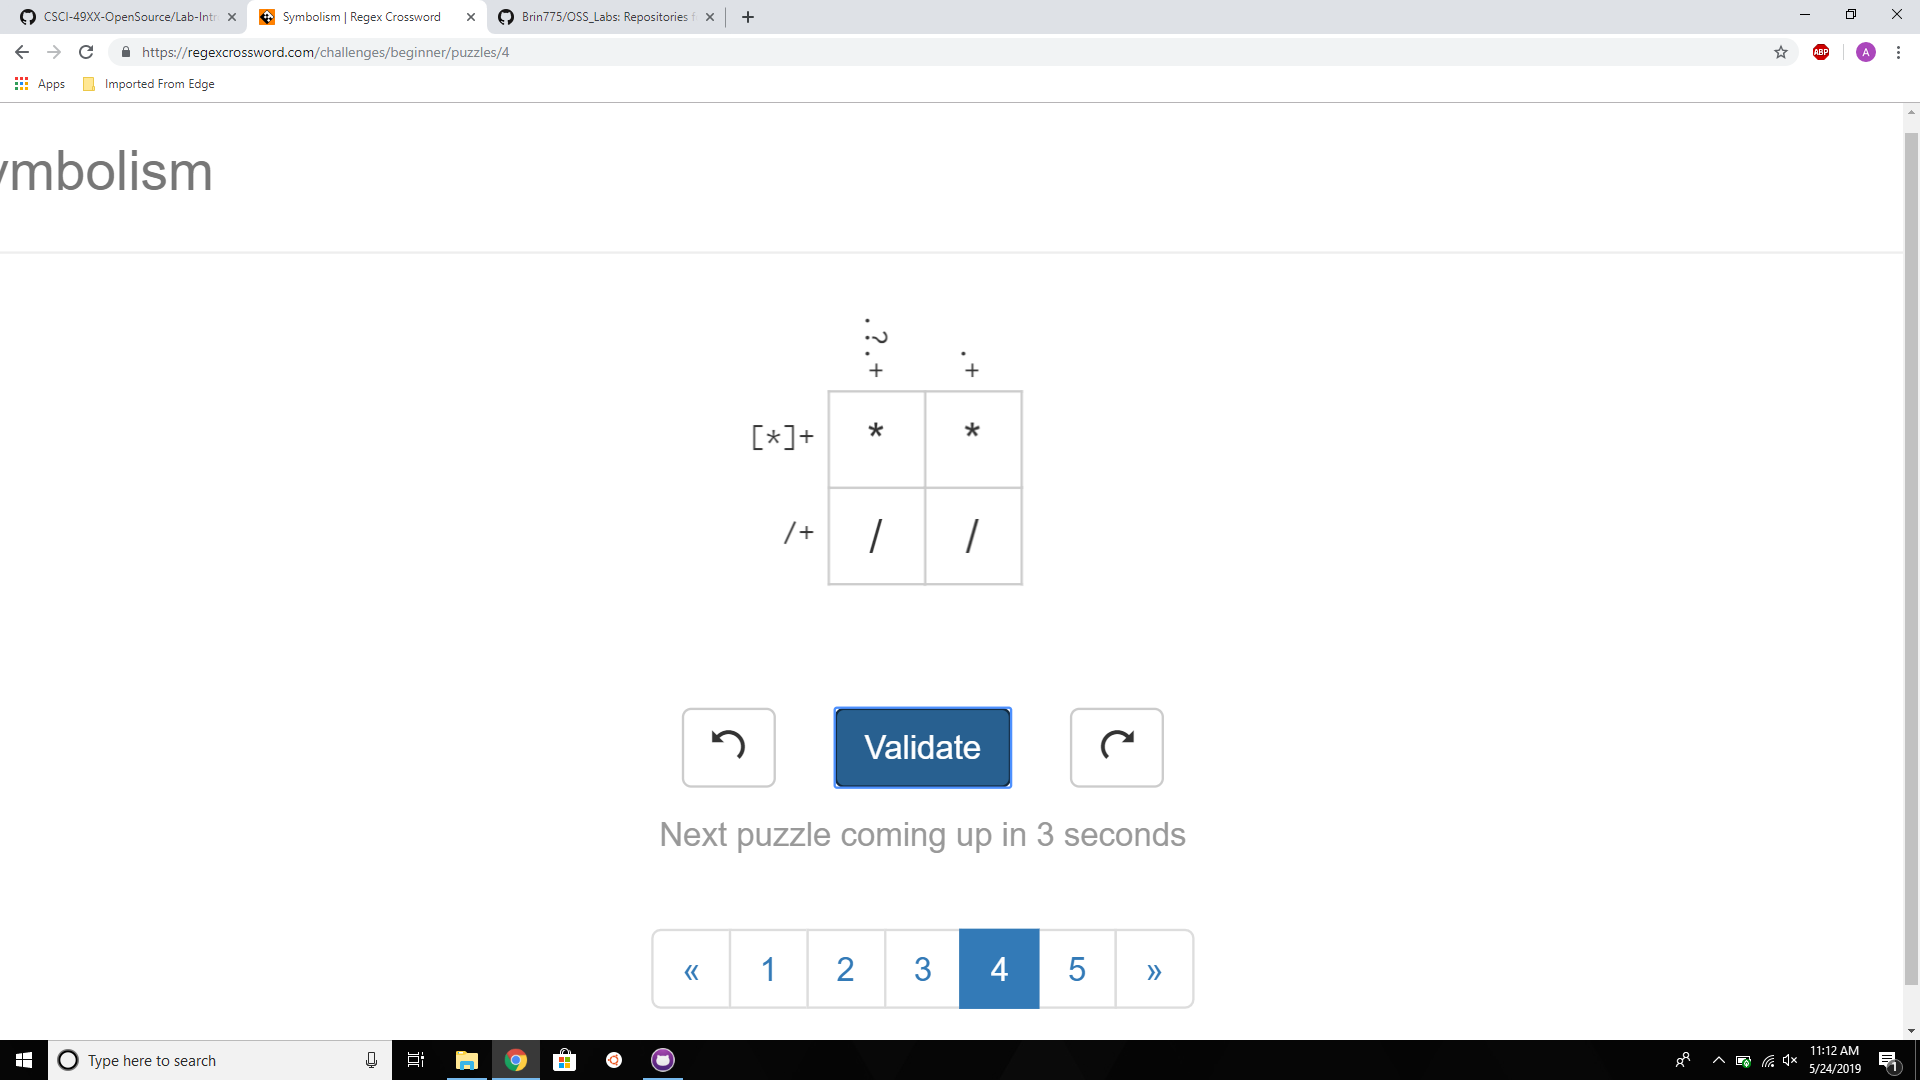 CSCI-49XX-OpenSource/Lab-Intr
Symbolism | Regex Crossword
Brin775/OSS_Labs: Repositories f
https://regexcrossword.com/challenges/beginner/puzzles/4
ABP
A
Apps
Imported From Edge
ymbolism
.?.+
.+
[*]+
* *
/+
/ /
Validate
Next puzzle coming up in 3 seconds
« 1 2 3 4 5 »
Type here to search
11:12 AM
5/24/2019
1